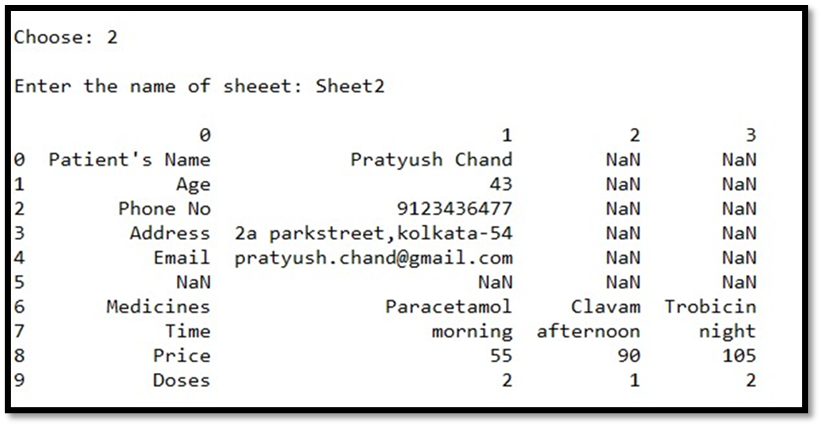 Choose: 2
Enter the name of sheeet: Sheet2
0 1 2 3
0 Patient's Name Pratyush Chand NaN NaN
1 Age 43 NaN NaN
2 Phone No 9123436477 NaN NaN
3 Address 2a parkstreet,kolkata-54 NaN NaN
4 Email pratyush.chand@gmail.com NaN NaN
5 NaN NaN NaN NaN
6 Medicines Paracetamol Clavam Trobicin
7 Time morning afternoon night
8 Price 55 90 105
9 Doses 2 1 2